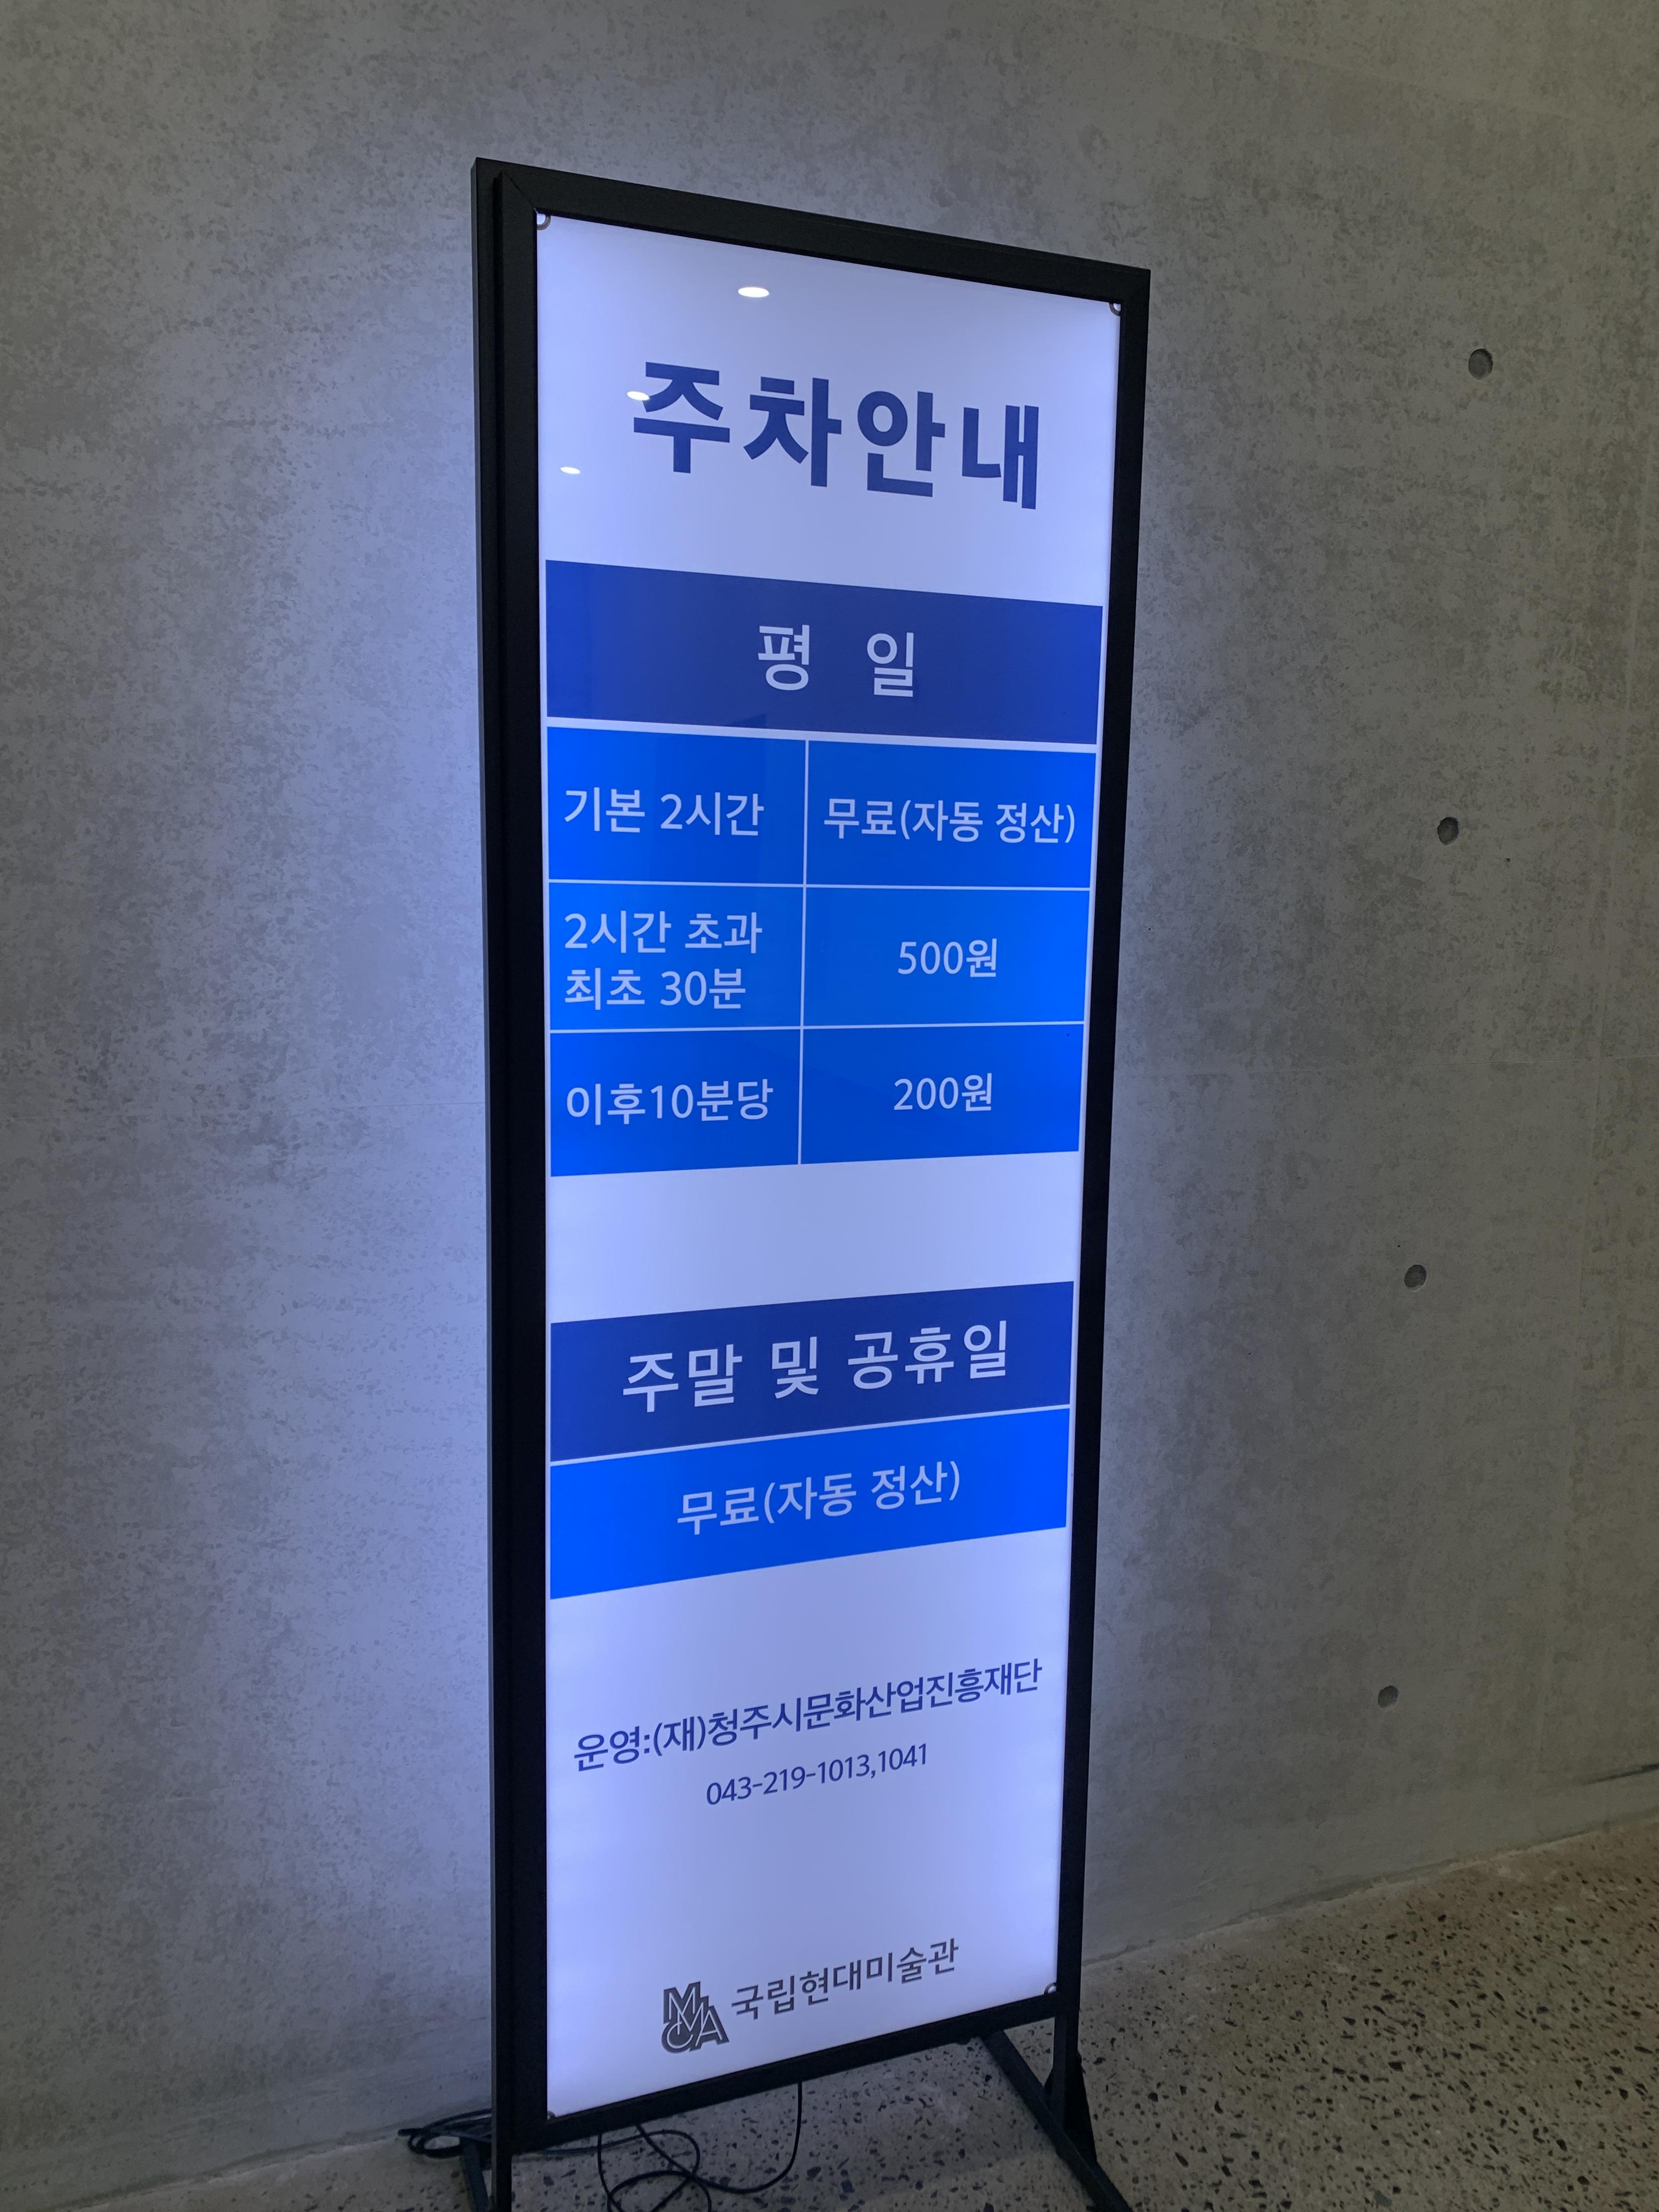 주차안내
평 일
기본 2시간 무료(자동 정산)
2시간 초과
최초 30분 500원
이후10분당 200원
주말 및 공휴일
무료(자동 정산)
운영:(재)청주시문화산업진흥재단
043-219-1013,1041
MMCA 국립현대미술관